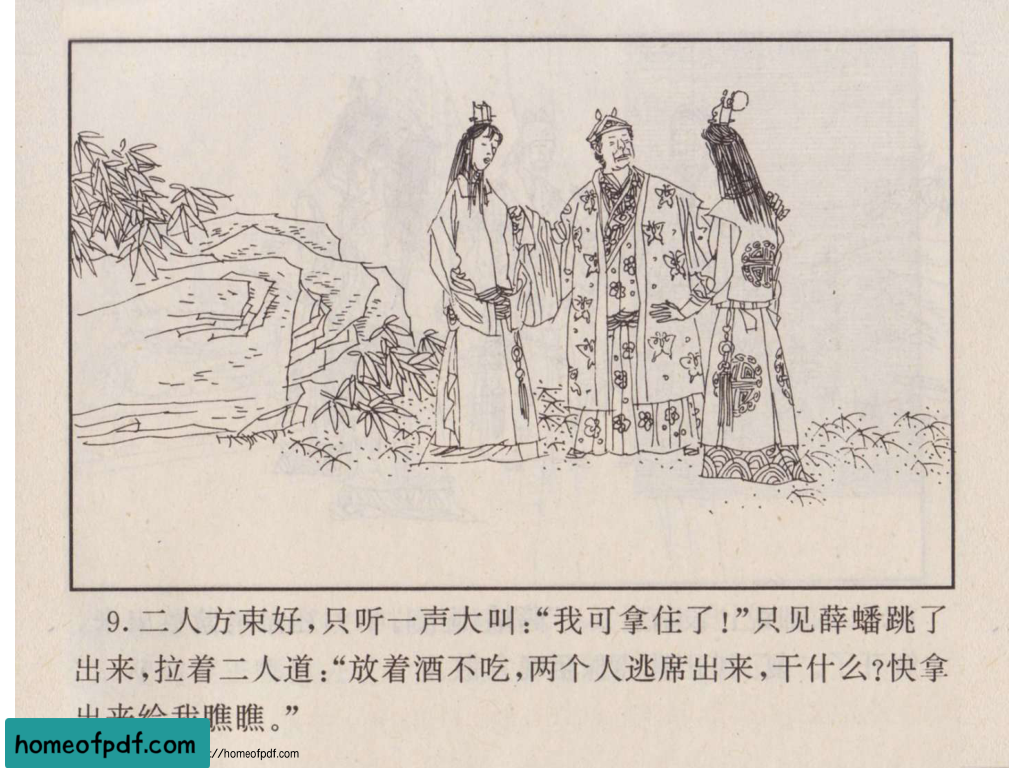 9. 二人方束好，只听一声大叫：“我可拿住了！”只见薛蟠跳了
出来，拉着二人道：“放着酒不吃，两个人逃席出来，干什么？快拿
出来给我瞧瞧。”
homeofpdf.com
://homeofpdf.com